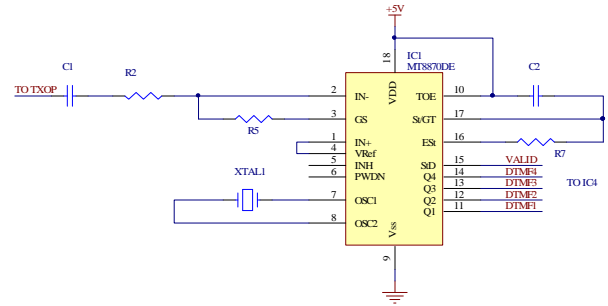 +5V
C1
R2
TO TXOP
R5
XTAL1
IC1
MT8870DE
18
VDD
2 IN- TOE 10
3 GS St/GT 17
1 IN+ ESt 16
4 VRef
5 INH StD 15 VALID
6 PWDN Q4 14 DTMF4
Q3 13 DTMF3
7 OSC1 Q2 12 DTMF2
8 OSC2 Q1 11 DTMF1
Vss
9
C2
R7
TO IC4